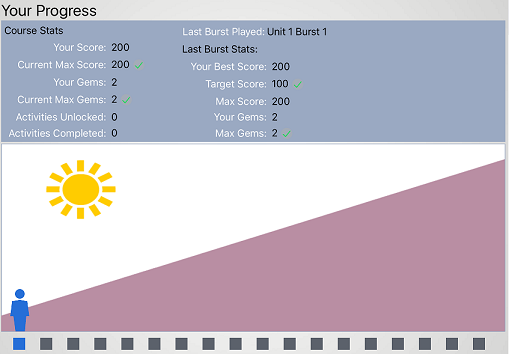 Your Progress
Course Stats
Your Score: 200
Current Max Score: 200
Your Gems: 2
Current Max Gems: 2
Activities Unlocked: 0
Activities Completed: 0
Last Burst Played: Unit 1 Burst 1
Last Burst Stats:
Your Best Score: 200
Target Score: 100
Max Score: 200
Your Gems: 2
Max Gems: 2